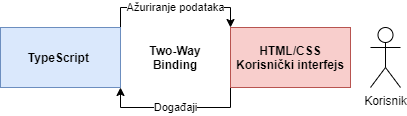 Ažuriranje podataka
TypeScript
Two-Way
Binding
HTML/CSS
Korisnički interfejs
Događaji
Korisnik